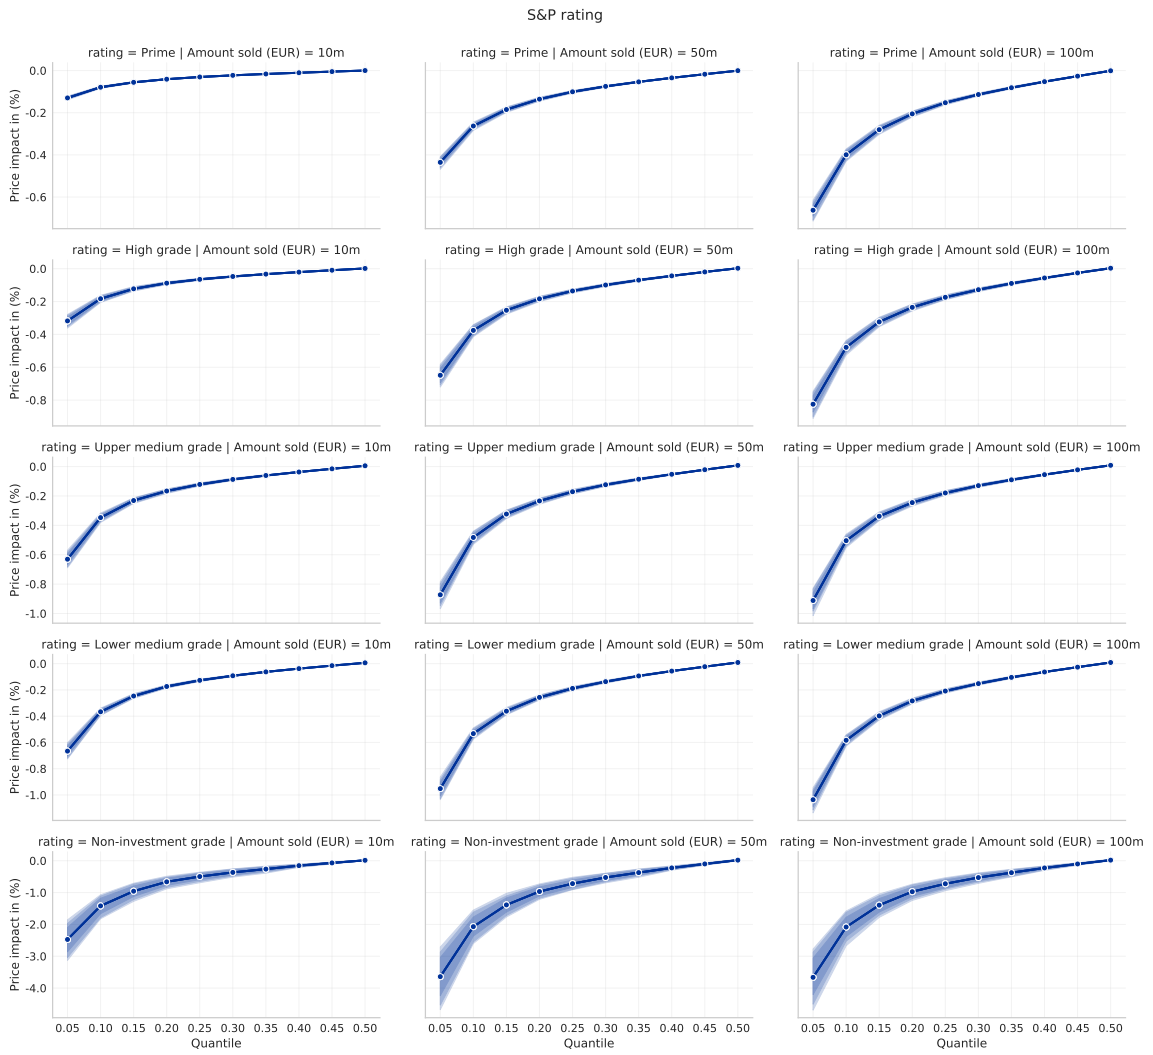 S&P rating
rating = Prime | Amount sold (EUR) = 10m
rating = Prime | Amount sold (EUR) = 50m
rating = Prime | Amount sold (EUR) = 100m
Price impact in (%)
0.0
-0.2
-0.4
-0.6
rating = High grade | Amount sold (EUR) = 10m
rating = High grade | Amount sold (EUR) = 50m
rating = High grade | Amount sold (EUR) = 100m
Price impact in (%)
0.0
-0.2
-0.4
-0.6
-0.8
rating = Upper medium grade | Amount sold (EUR) = 10m
rating = Upper medium grade | Amount sold (EUR) = 50m
rating = Upper medium grade | Amount sold (EUR) = 100m
Price impact in (%)
0.0
-0.2
-0.4
-0.6
-0.8
-1.0
rating = Lower medium grade | Amount sold (EUR) = 10m
rating = Lower medium grade | Amount sold (EUR) = 50m
rating = Lower medium grade | Amount sold (EUR) = 100m
Price impact in (%)
0.0
-0.2
-0.4
-0.6
-0.8
-1.0
rating = Non-investment grade | Amount sold (EUR) = 10m
rating = Non-investment grade | Amount sold (EUR) = 50m
rating = Non-investment grade | Amount sold (EUR) = 100m
Price impact in (%)
0.0
-1.0
-2.0
-3.0
-4.0
0.05 0.10 0.15 0.20 0.25 0.30 0.35 0.40 0.45 0.50
0.05 0.10 0.15 0.20 0.25 0.30 0.35 0.40 0.45 0.50
0.05 0.10 0.15 0.20 0.25 0.30 0.35 0.40 0.45 0.50
Quantile
Quantile
Quantile